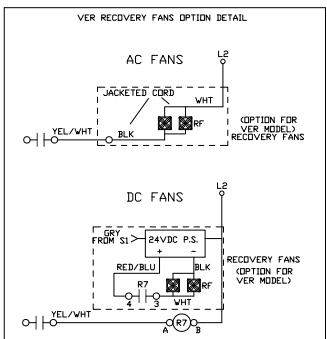 VER RECOVERY FANS OPTION DETAIL
AC FANS
L2
JACKETED CORD
WHT
RF
(OPTION FOR
VER MODEL)
RECOVERY FANS
YEL/WHT
BLK
DC FANS
L2
GRY
FROM S1
24VDC P.S.
+ -
RED/BLU
BLK
RECOVERY FANS
(OPTION FOR
VER MODEL)
R7
RF
4 3
WHT
YEL/WHT
A R7 B